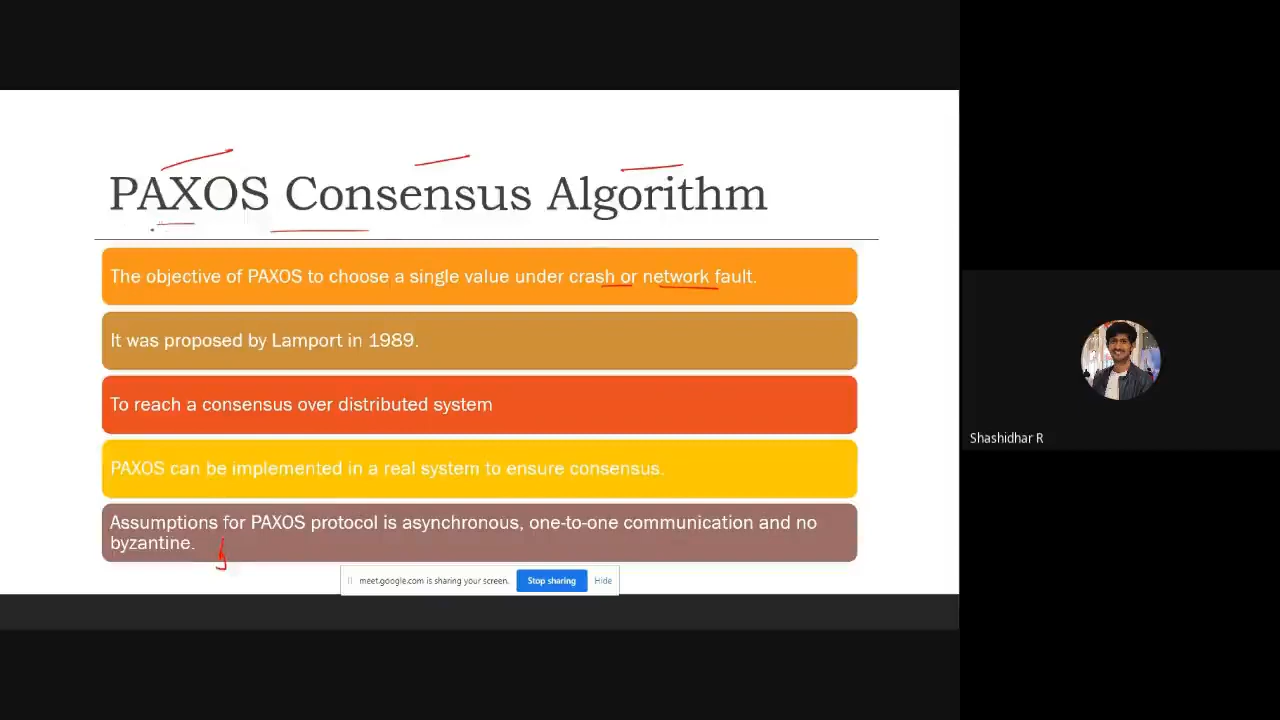 PAXOS Consensus Algorithm
The objective of PAXOS to choose a single value under crash or network fault.
It was proposed by Lamport in 1989.
To reach a consensus over distributed system
PAXOS can be implemented in a real system to ensure consensus.
Assumptions for PAXOS protocol is asynchronous, one-to-one communication and no
byzantine.
meet.google.com is sharing your screen.
Stop sharing
Hide
Shashidhar R